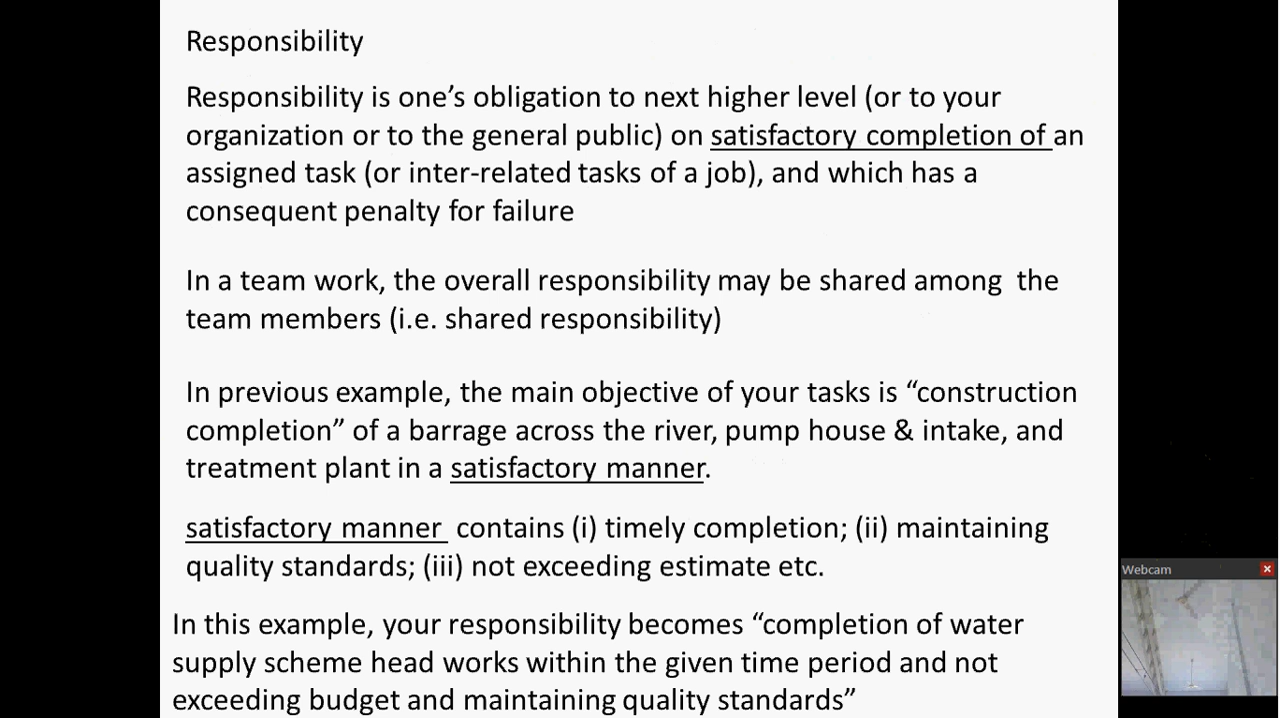 Responsibility
Responsibility is one’s obligation to next higher level (or to your
organization or to the general public) on satisfactory completion of an
assigned task (or inter-related tasks of a job), and which has a
consequent penalty for failure
In a team work, the overall responsibility may be shared among the
team members (i.e. shared responsibility)
In previous example, the main objective of your tasks is “construction
completion” of a barrage across the river, pump house & intake, and
treatment plant in a satisfactory manner.
satisfactory manner contains (i) timely completion; (ii) maintaining
quality standards; (iii) not exceeding estimate etc.
In this example, your responsibility becomes “completion of water
supply scheme head works within the given time period and not
exceeding budget and maintaining quality standards”
Webcam